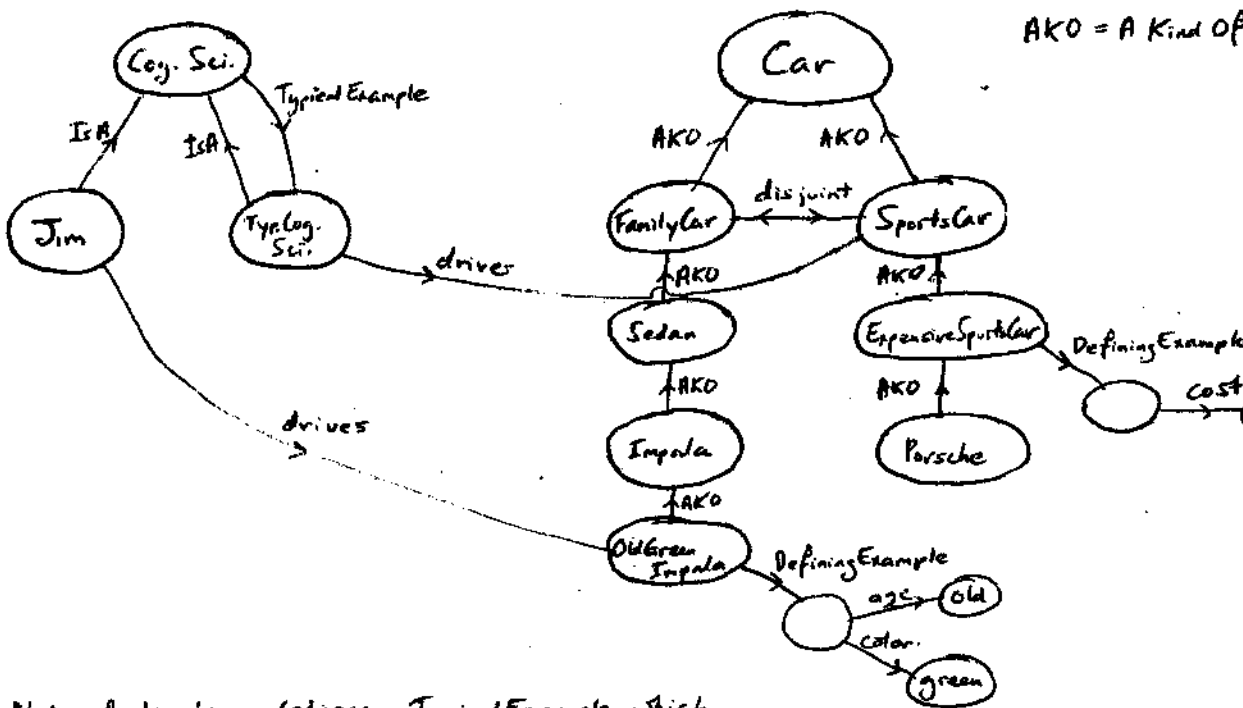 AKO = A Kind Of
Cog. Sci.
Car
Typical Example
IsA
IsA
AKO
AKO
Jim
Typ. Cog.
Sci.
FamilyCar
disjoint
SportsCar
drives
AKO
AKO
Sedan
ExpensiveSportsCar
DefiningExample
AKO
AKO
cost
drives
Impala
Porsche
AKO
OldGreen
Impala
DefiningExample
age
old
color.
green
TypicalExample which